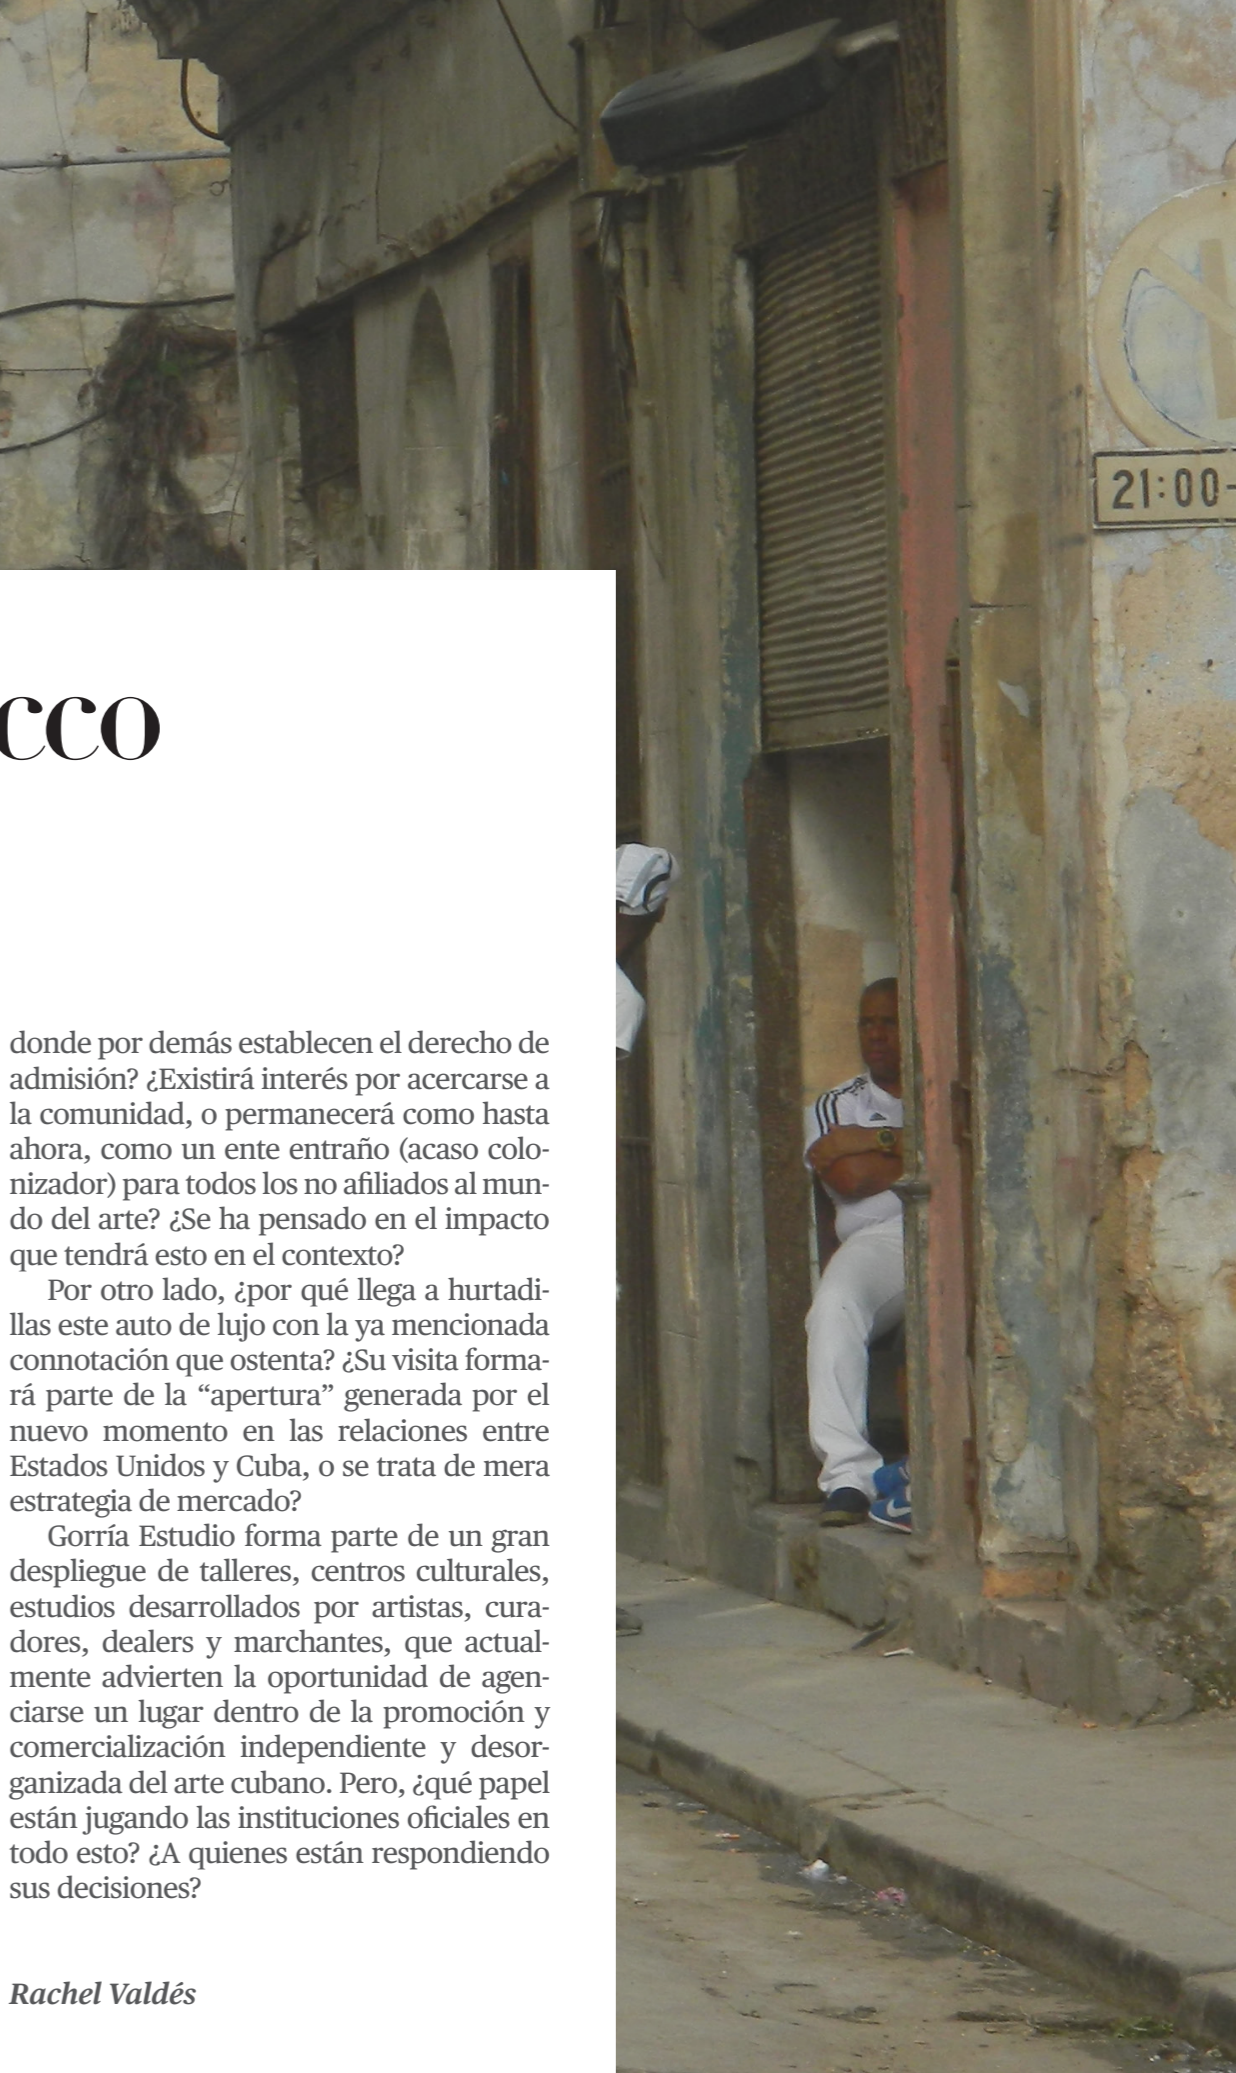 21:00-
cco
donde por demás establecen el derecho de
admisión? ¿Existirá interés por acercarse a
la comunidad, o permanecerá como hasta
ahora, como un ente entraño (acaso colo-
nizador) para todos los no afiliados al mun-
do del arte? ¿Se ha pensado en el impacto
que tendrá esto en el contexto?
Por otro lado, ¿por qué llega a hurtadi-
llas este auto de lujo con la ya mencionada
connotación que ostenta? ¿Su visita forma-
rá parte de la “apertura” generada por el
nuevo momento en las relaciones entre
Estados Unidos y Cuba, o se trata de mera
estrategia de mercado?
Gorría Estudio forma parte de un gran
despliegue de talleres, centros culturales,
estudios desarrollados por artistas, cura-
dores, dealers y marchantes, que actual-
mente advierten la oportunidad de agen-
ciarse un lugar dentro de la promoción y
comercialización independiente y desor-
ganizada del arte cubano. Pero, ¿qué papel
están jugando las instituciones oficiales en
todo esto? ¿A quienes están respondiendo
sus decisiones?
Rachel Valdés